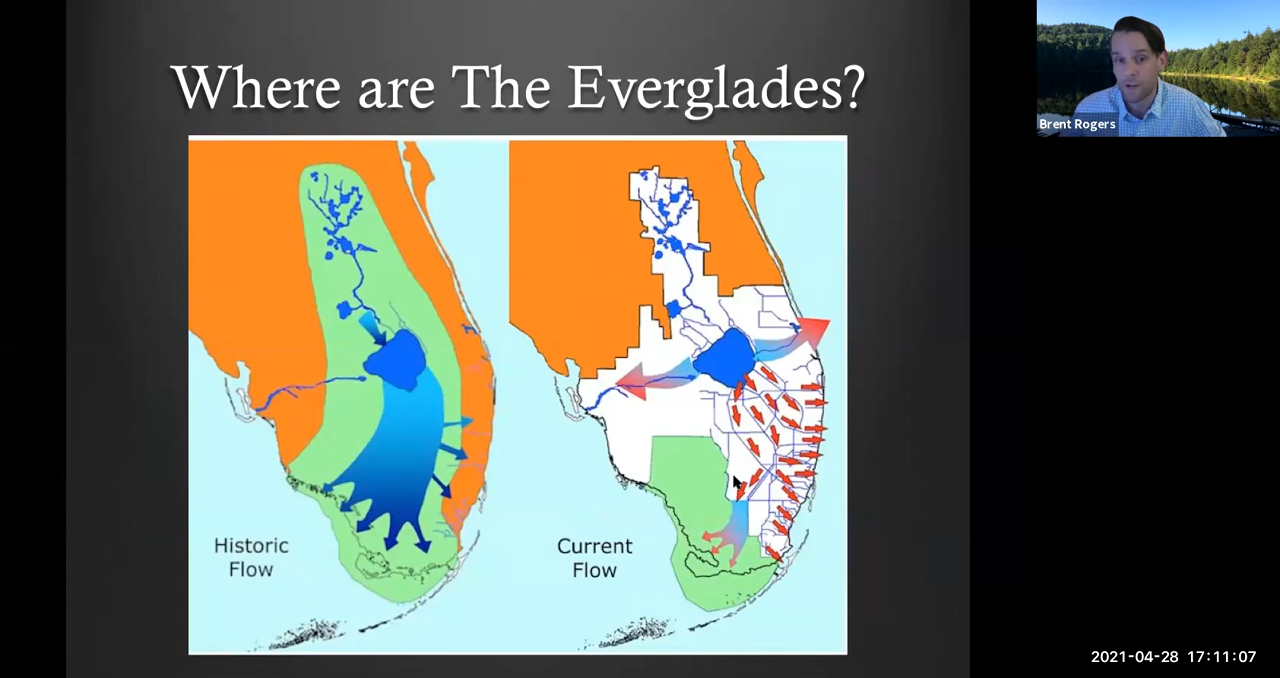 Where are The Everglades?
Brent Rogers
Historic
Flow
Current
Flow
2021-04-28 17:11:07